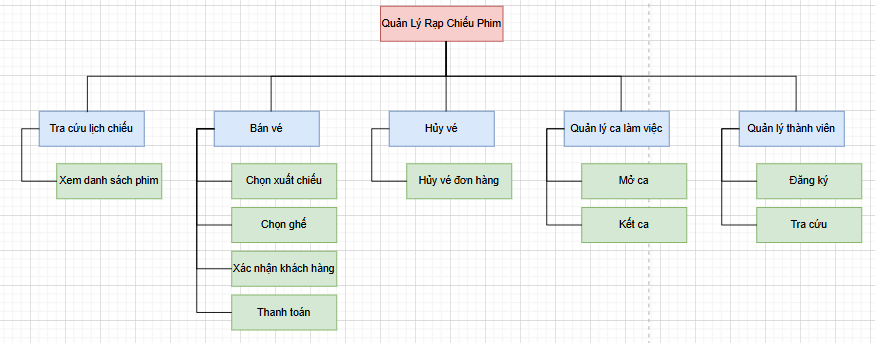 Quản Lý Rạp Chiếu Phim
Tra cứu lịch chiếu
Bán vé
Hủy vé
Quản lý ca làm việc
Quản lý thành viên
Xem danh sách phim
Chọn xuất chiếu
Hủy vé đơn hàng
Mở ca
Đăng ký
Chọn ghế
Kết ca
Tra cứu
Xác nhận khách hàng
Thanh toán